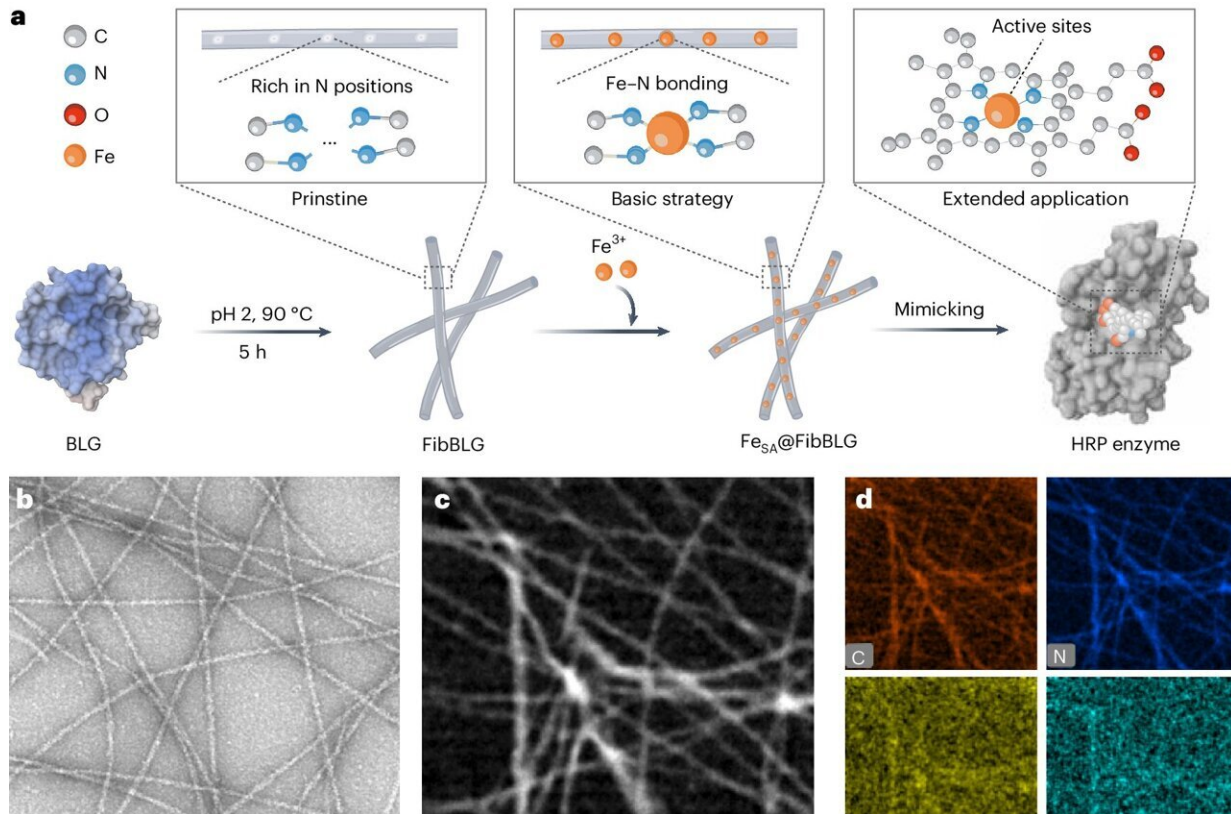 a
C
N
O
Fe
Rich in N positions
...
Prinstine
Fe–N bonding
Basic strategy
Active sites
Extended application
BLG
pH 2, 90 °C
5 h
FibBLG
Fe³⁺
Fe_SA@FibBLG
Mimicking
HRP enzyme
b
c
d
C
N